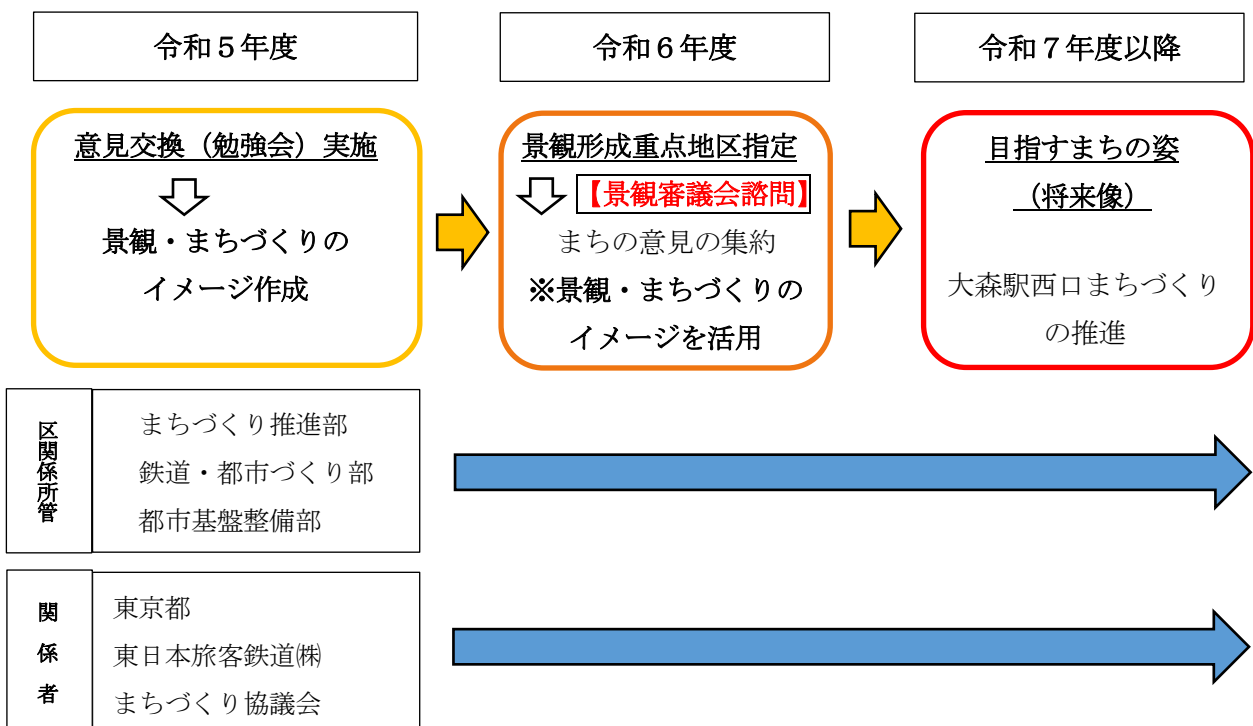 令和５年度
令和６年度
令和７年度以降
意見交換（勉強会）実施
景観・まちづくりの
イメージ作成
景観形成重点地区指定
【景観審議会諮問】
まちの意見の集約
※景観・まちづくりの
イメージを活用
目指すまちの姿
（将来像）
大森駅西口まちづくり
の推進
区関係所管
まちづくり推進部
鉄道・都市づくり部
都市基盤整備部
関係者
東京都
東日本旅客鉄道㈱
まちづくり協議会